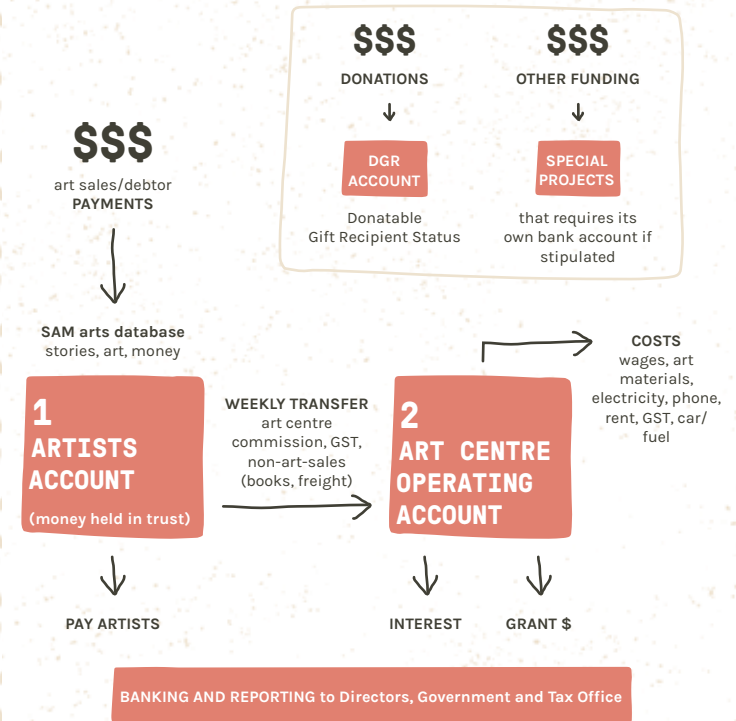 $$$
DONATIONS
DGR
ACCOUNT
Donatable
Gift Recipient Status
$$$
OTHER FUNDING
SPECIAL
PROJECTS
that requires its
own bank account if
stipulated
$$$
art sales/debtor
PAYMENTS
SAM arts database
stories, art, money
1
ARTISTS
ACCOUNT
(money held in trust)
PAY ARTISTS
WEEKLY TRANSFER
art centre
commission, GST,
non-art-sales
(books, freight)
2
ART CENTRE
OPERATING
ACCOUNT
COSTS
wages, art
materials,
electricity, phone,
rent, GST, car/
fuel
INTEREST
GRANT $
BANKING AND REPORTING to Directors, Government and Tax Office